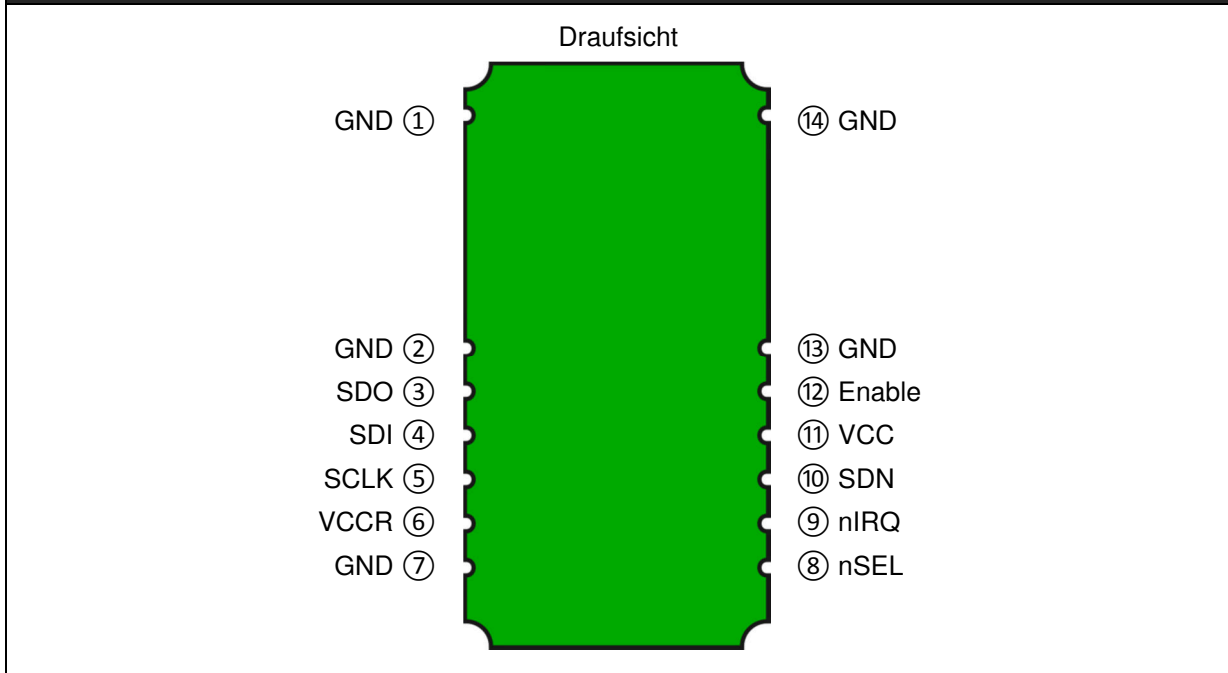 Draufsicht
GND ①
⑭ GND
GND ②
⑬ GND
SDO ③
⑫ Enable
SDI ④
⑪ VCC
SCLK ⑤
⑩ SDN
VCCR ⑥
⑨ nIRQ
GND ⑦
⑧ nSEL